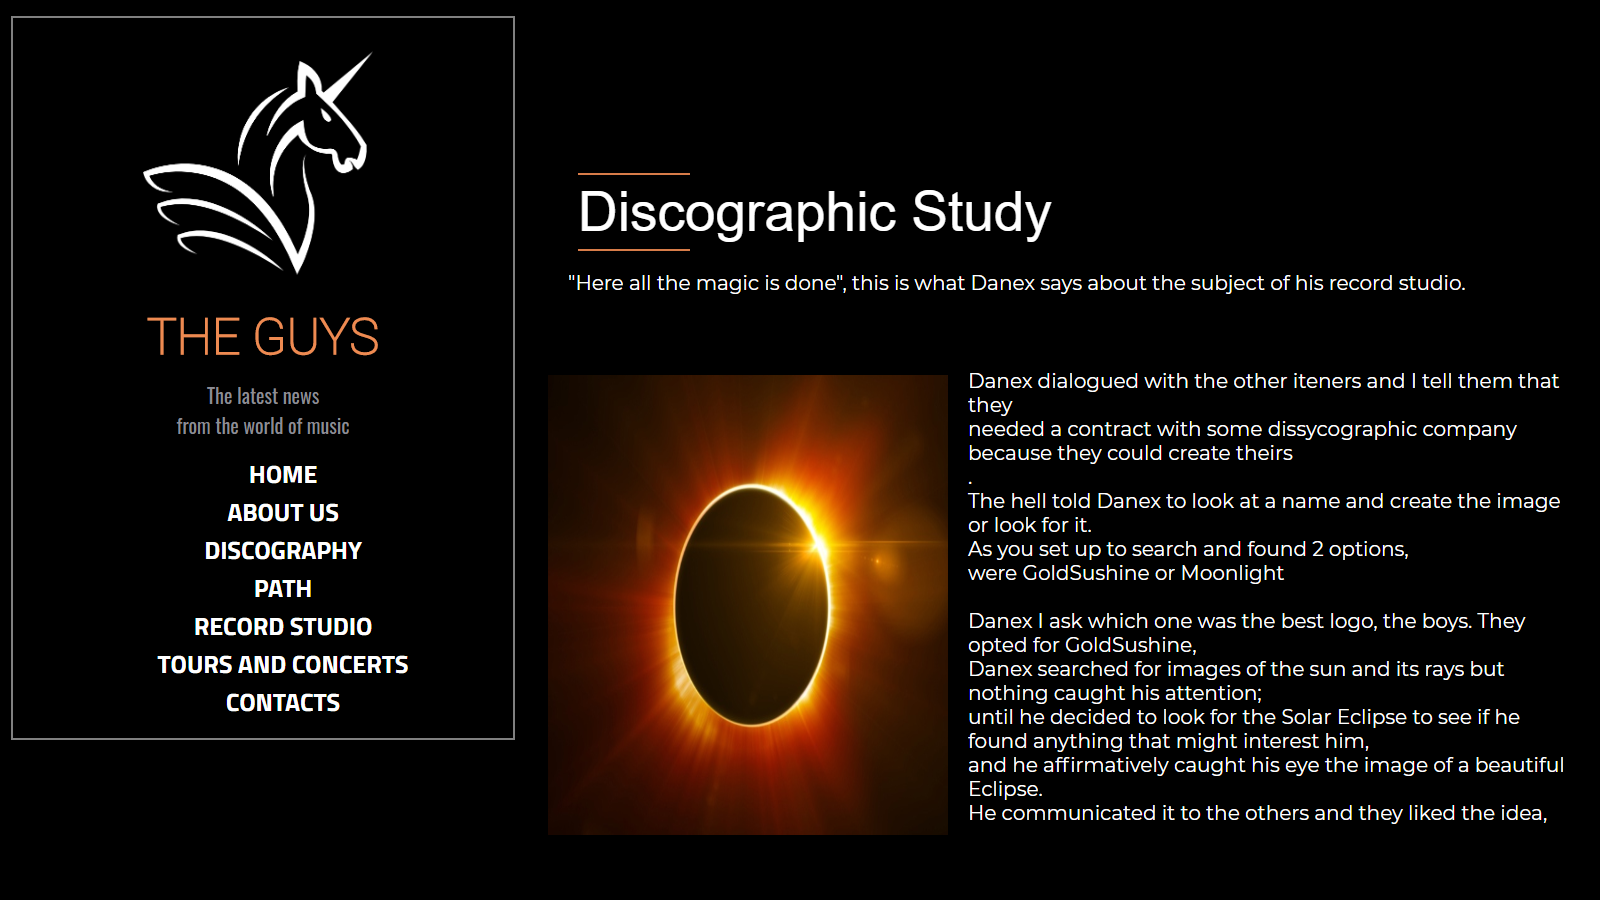 THE GUYS
The latest news
from the world of music
HOME
ABOUT US
DISCOGRAPHY
PATH
RECORD STUDIO
TOURS AND CONCERTS
CONTACTS
Discographic Study
"Here all the magic is done", this is what Danex says about the subject of his record studio.
Danex dialogued with the other iteners and I tell them that
they
needed a contract with some dissycographic company
because they could create theirs
.
The hell told Danex to look at a name and create the image
or look for it.
As you set up to search and found 2 options,
were GoldSushine or Moonlight
Danex I ask which one was the best logo, the boys. They
opted for GoldSushine,
Danex searched for images of the sun and its rays but
nothing caught his attention;
until he decided to look for the Solar Eclipse to see if he
found anything that might interest him,
and he affirmatively caught his eye the image of a beautiful
Eclipse.
He communicated it to the others and they liked the idea,